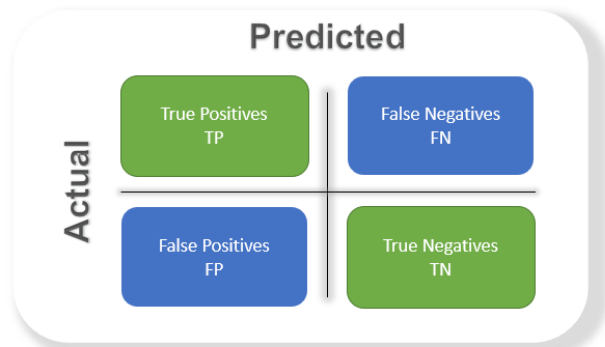 Predicted
Actual
True Positives
TP
False Negatives
FN
False Positives
FP
True Negatives
TN